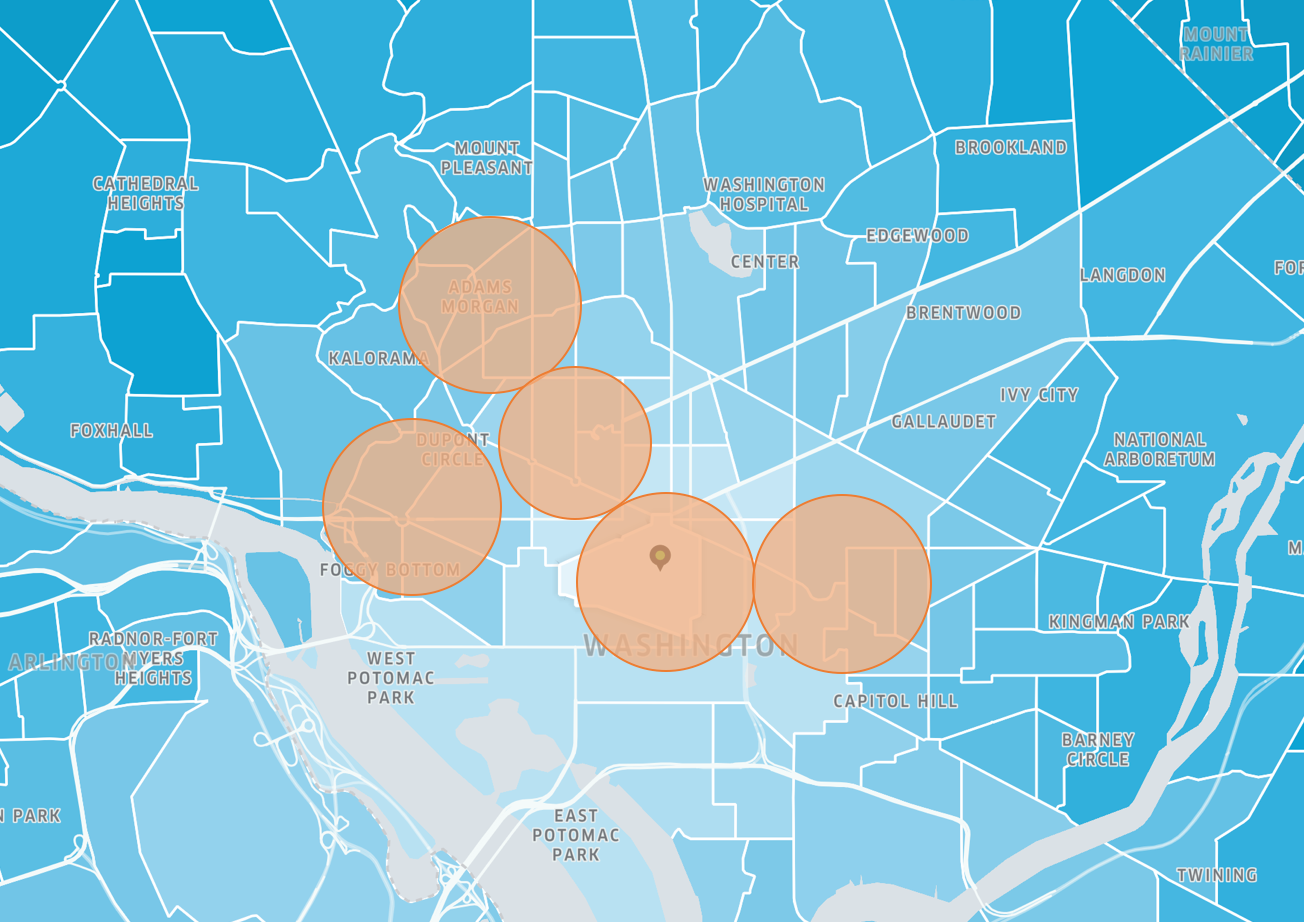 MOUNT
RAINIER
MOUNT
PLEASANT
BROOKLAND
CATHEDRAL
HEIGHTS
WASHINGTON
HOSPITAL
CENTER
EDGEWOOD
LANGDON
FOR
ADAMS
MORGAN
BRENTWOOD
KALORAMA
IVY CITY
GALLAUDET
FOXHALL
DUPONT
CIRCLE
NATIONAL
ARBORETUM
M
FOGGY BOTTOM
KINGMAN PARK
RADNOR-FORT
MYERS
HEIGHTS
ARLINGTON
WASHINGTON
WEST
POTOMAC
PARK
CAPITOL HILL
BARNEY
CIRCLE
N PARK
EAST
POTOMAC
PARK
TWINING